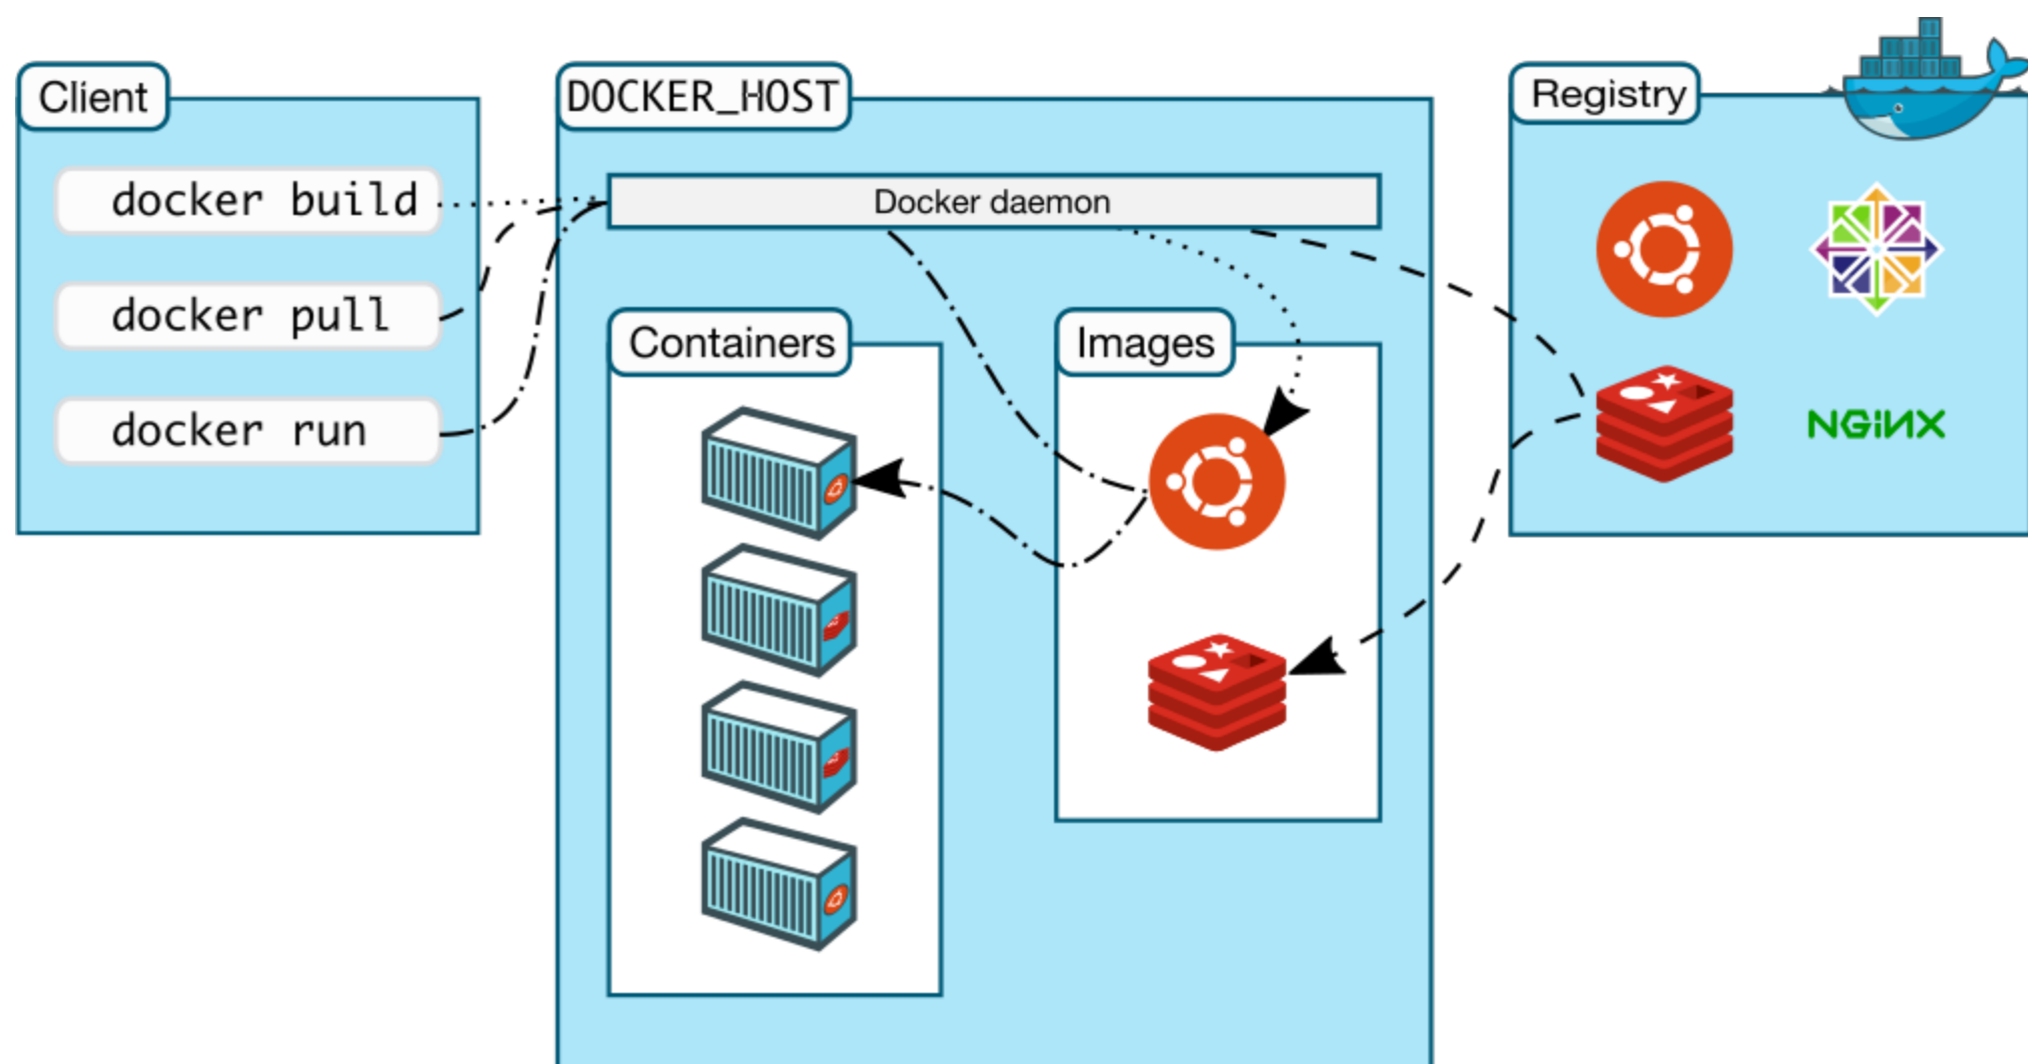 Client
docker build
docker pull
docker run
DOCKER_HOST
Docker daemon
Containers
Images
Registry
NGiNX